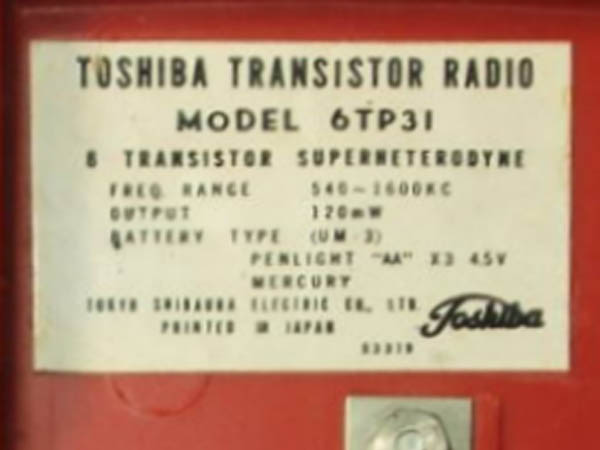 TOSHIBA TRANSISTOR RADIO
MODEL 6TP31
6 TRANSISTOR SUPERHETERODYNE
FREQ. RANGE 540~1600KC
OUTPUT 120mW
BATTERY TYPE (UM-3)
PENLIGHT "AA" X3 4.5V
MERCURY
TOKYO SHIBAURA ELECTRIC CO., LTD.
Toshiba
PRINTED IN JAPAN